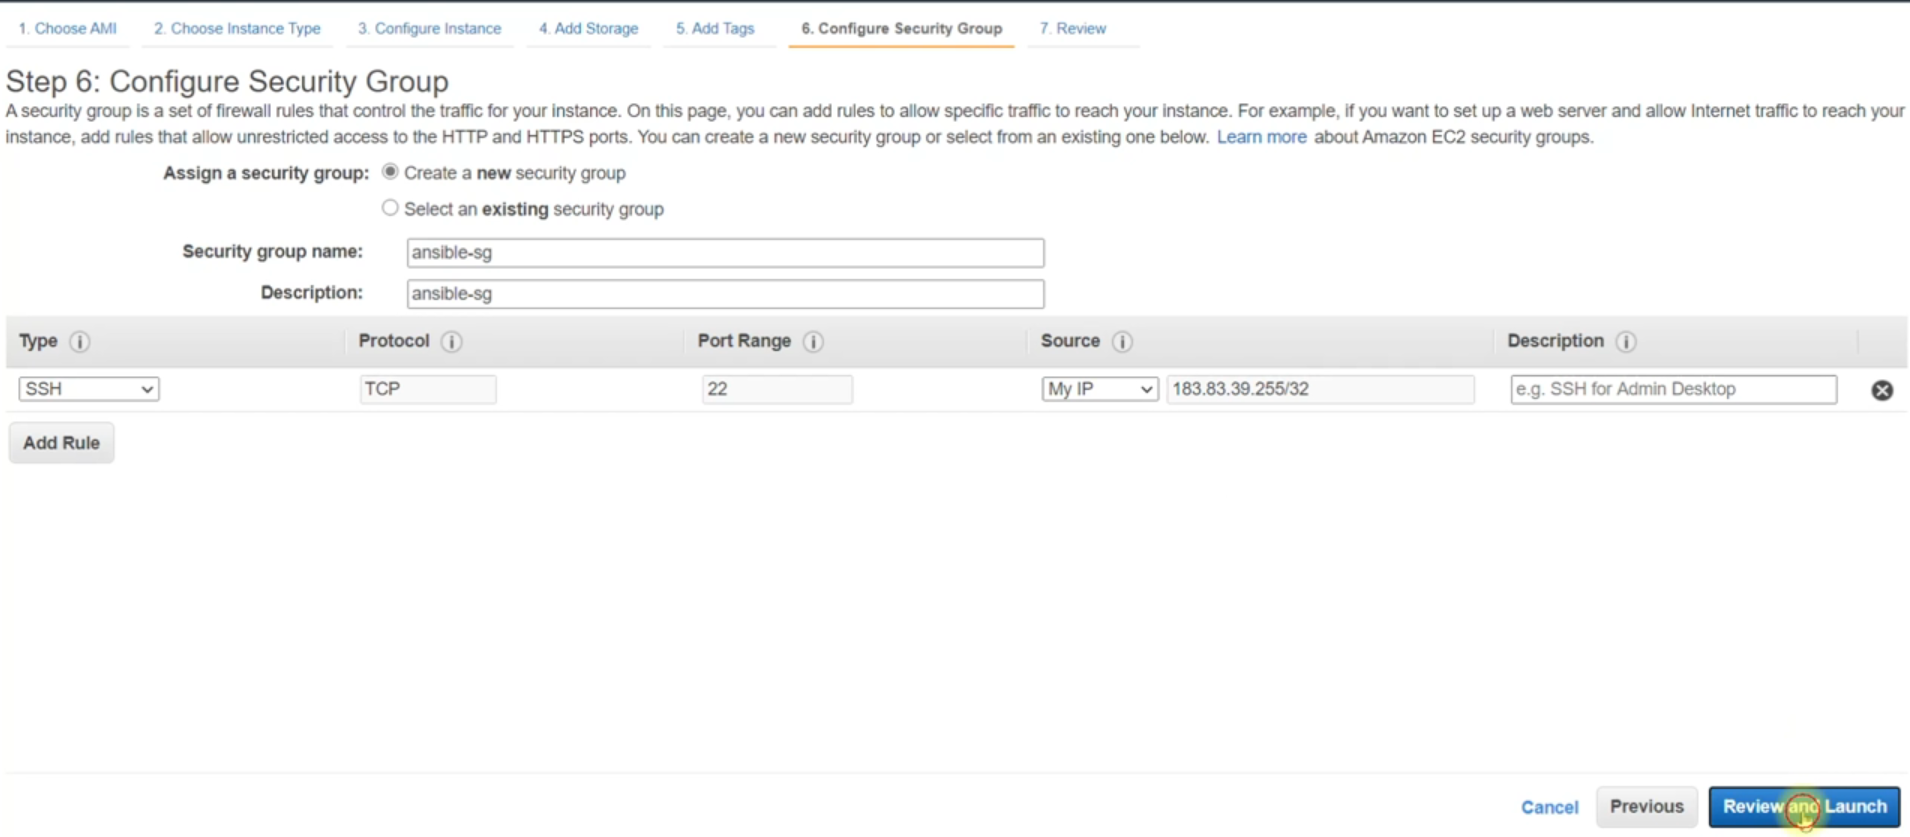 1. Choose AMI 2. Choose Instance Type 3. Configure Instance 4. Add Storage 5. Add Tags 6. Configure Security Group 7. Review
Step 6: Configure Security Group
A security group is a set of firewall rules that control the traffic for your instance. On this page, you can add rules to allow specific traffic to reach your instance. For example, if you want to set up a web server and allow Internet traffic to reach your
instance, add rules that allow unrestricted access to the HTTP and HTTPS ports. You can create a new security group or select from an existing one below. Learn more about Amazon EC2 security groups.
Assign a security group: Create a new security group
Select an existing security group
Security group name: ansible-sg
Description: ansible-sg
Type i Protocol i Port Range i Source i Description i
SSH TCP 22 My IP 183.83.39.255/32 e.g. SSH for Admin Desktop
Add Rule
Cancel Previous Review and Launch